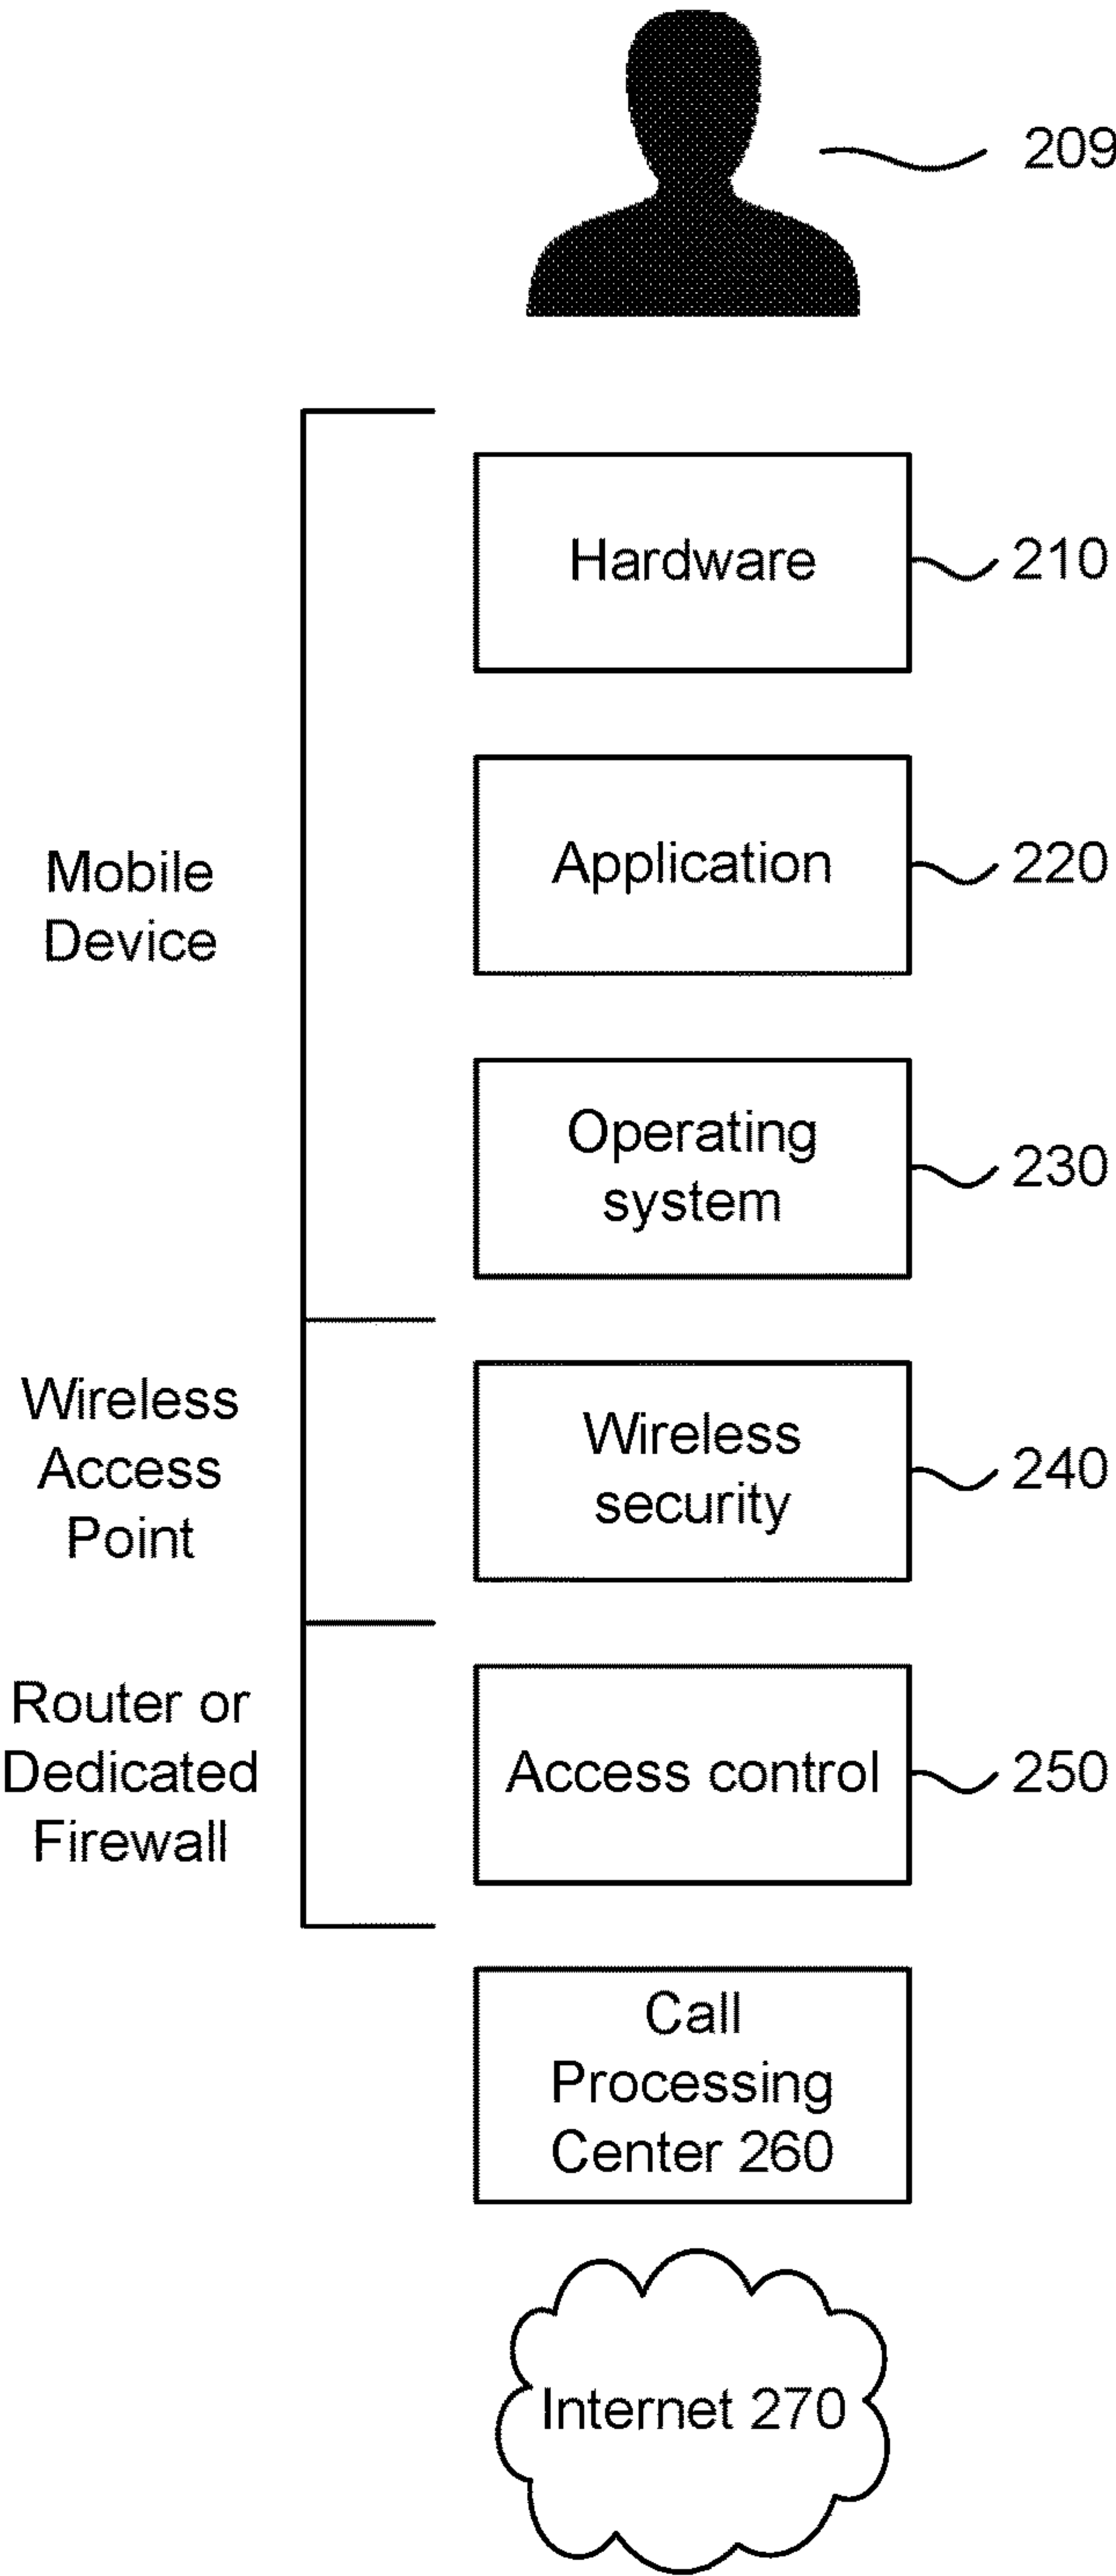 209
Hardware
210
Mobile
Device
Application
220
Operating
system
230
Wireless
Access
Point
Wireless
security
240
Router or
Dedicated
Firewall
Access control
250
Call
Processing
Center 260
Internet 270